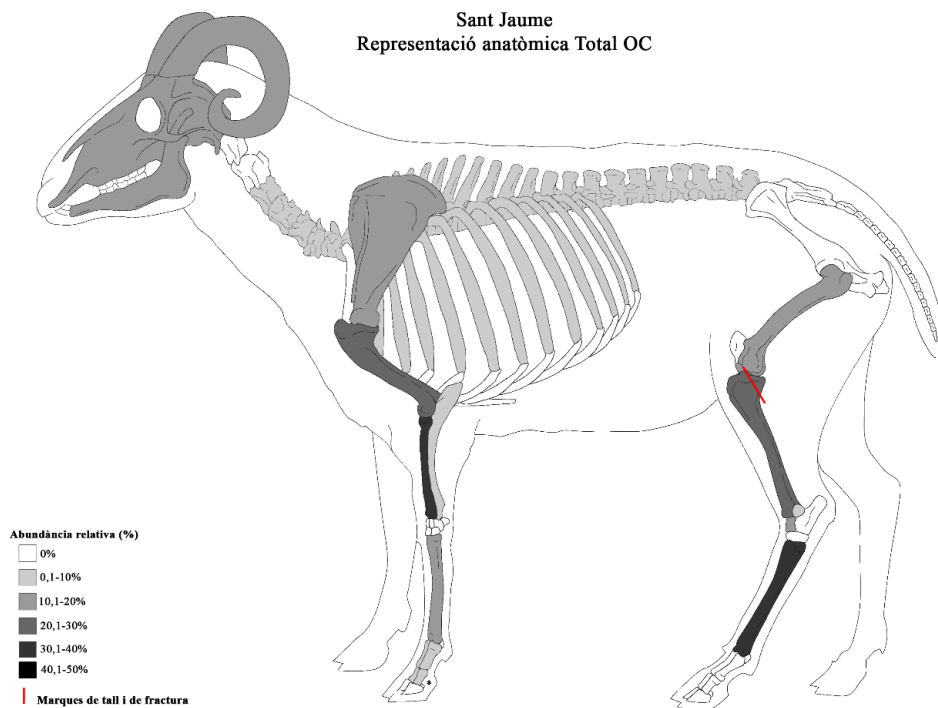 Sant Jaume
Representació anatòmica Total OC
Abundància relativa (%)
0%
0,1-10%
10,1-20%
20,1-30%
30,1-40%
40,1-50%
Marques de tall i de fractura
*